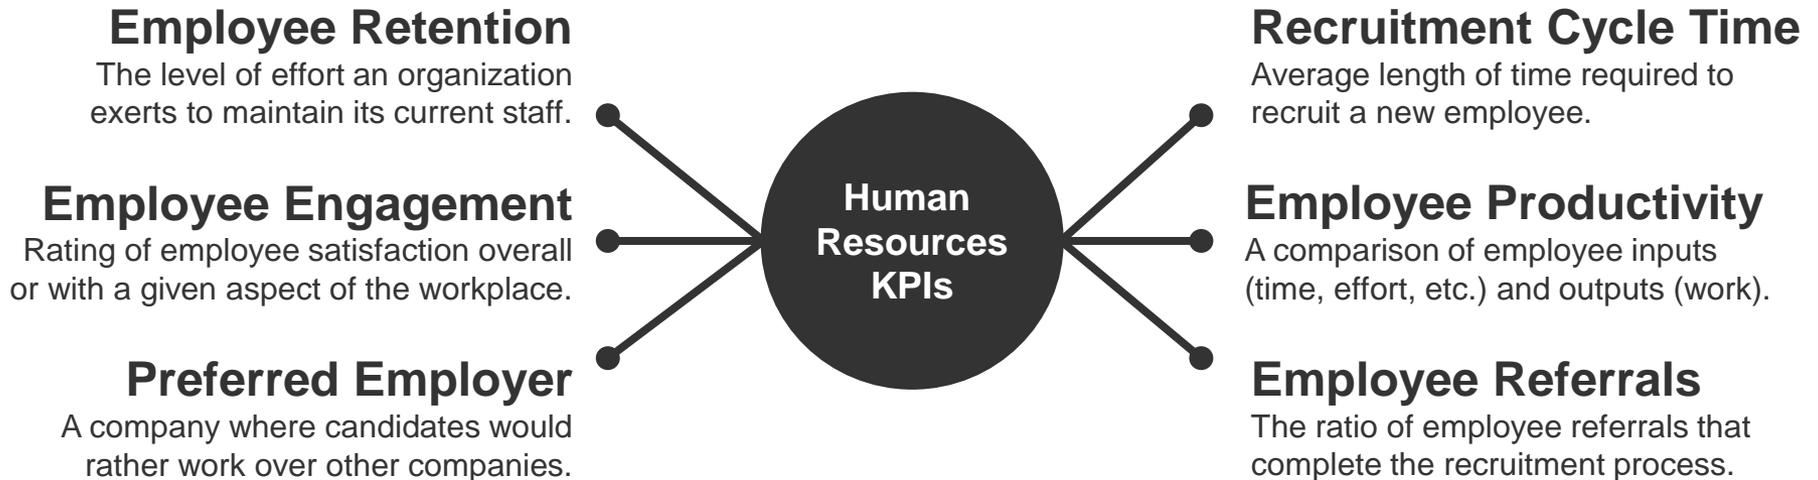 Employee Retention
The level of effort an organization
exerts to maintain its current staff.
Employee Engagement
Rating of employee satisfaction overall
or with a given aspect of the workplace.
Preferred Employer
A company where candidates would
rather work over other companies.
Human
Resources
KPIs
Recruitment Cycle Time
Average length of time required to
recruit a new employee.
Employee Productivity
A comparison of employee inputs
(time, effort, etc.) and outputs (work).
Employee Referrals
The ratio of employee referrals that
complete the recruitment process.